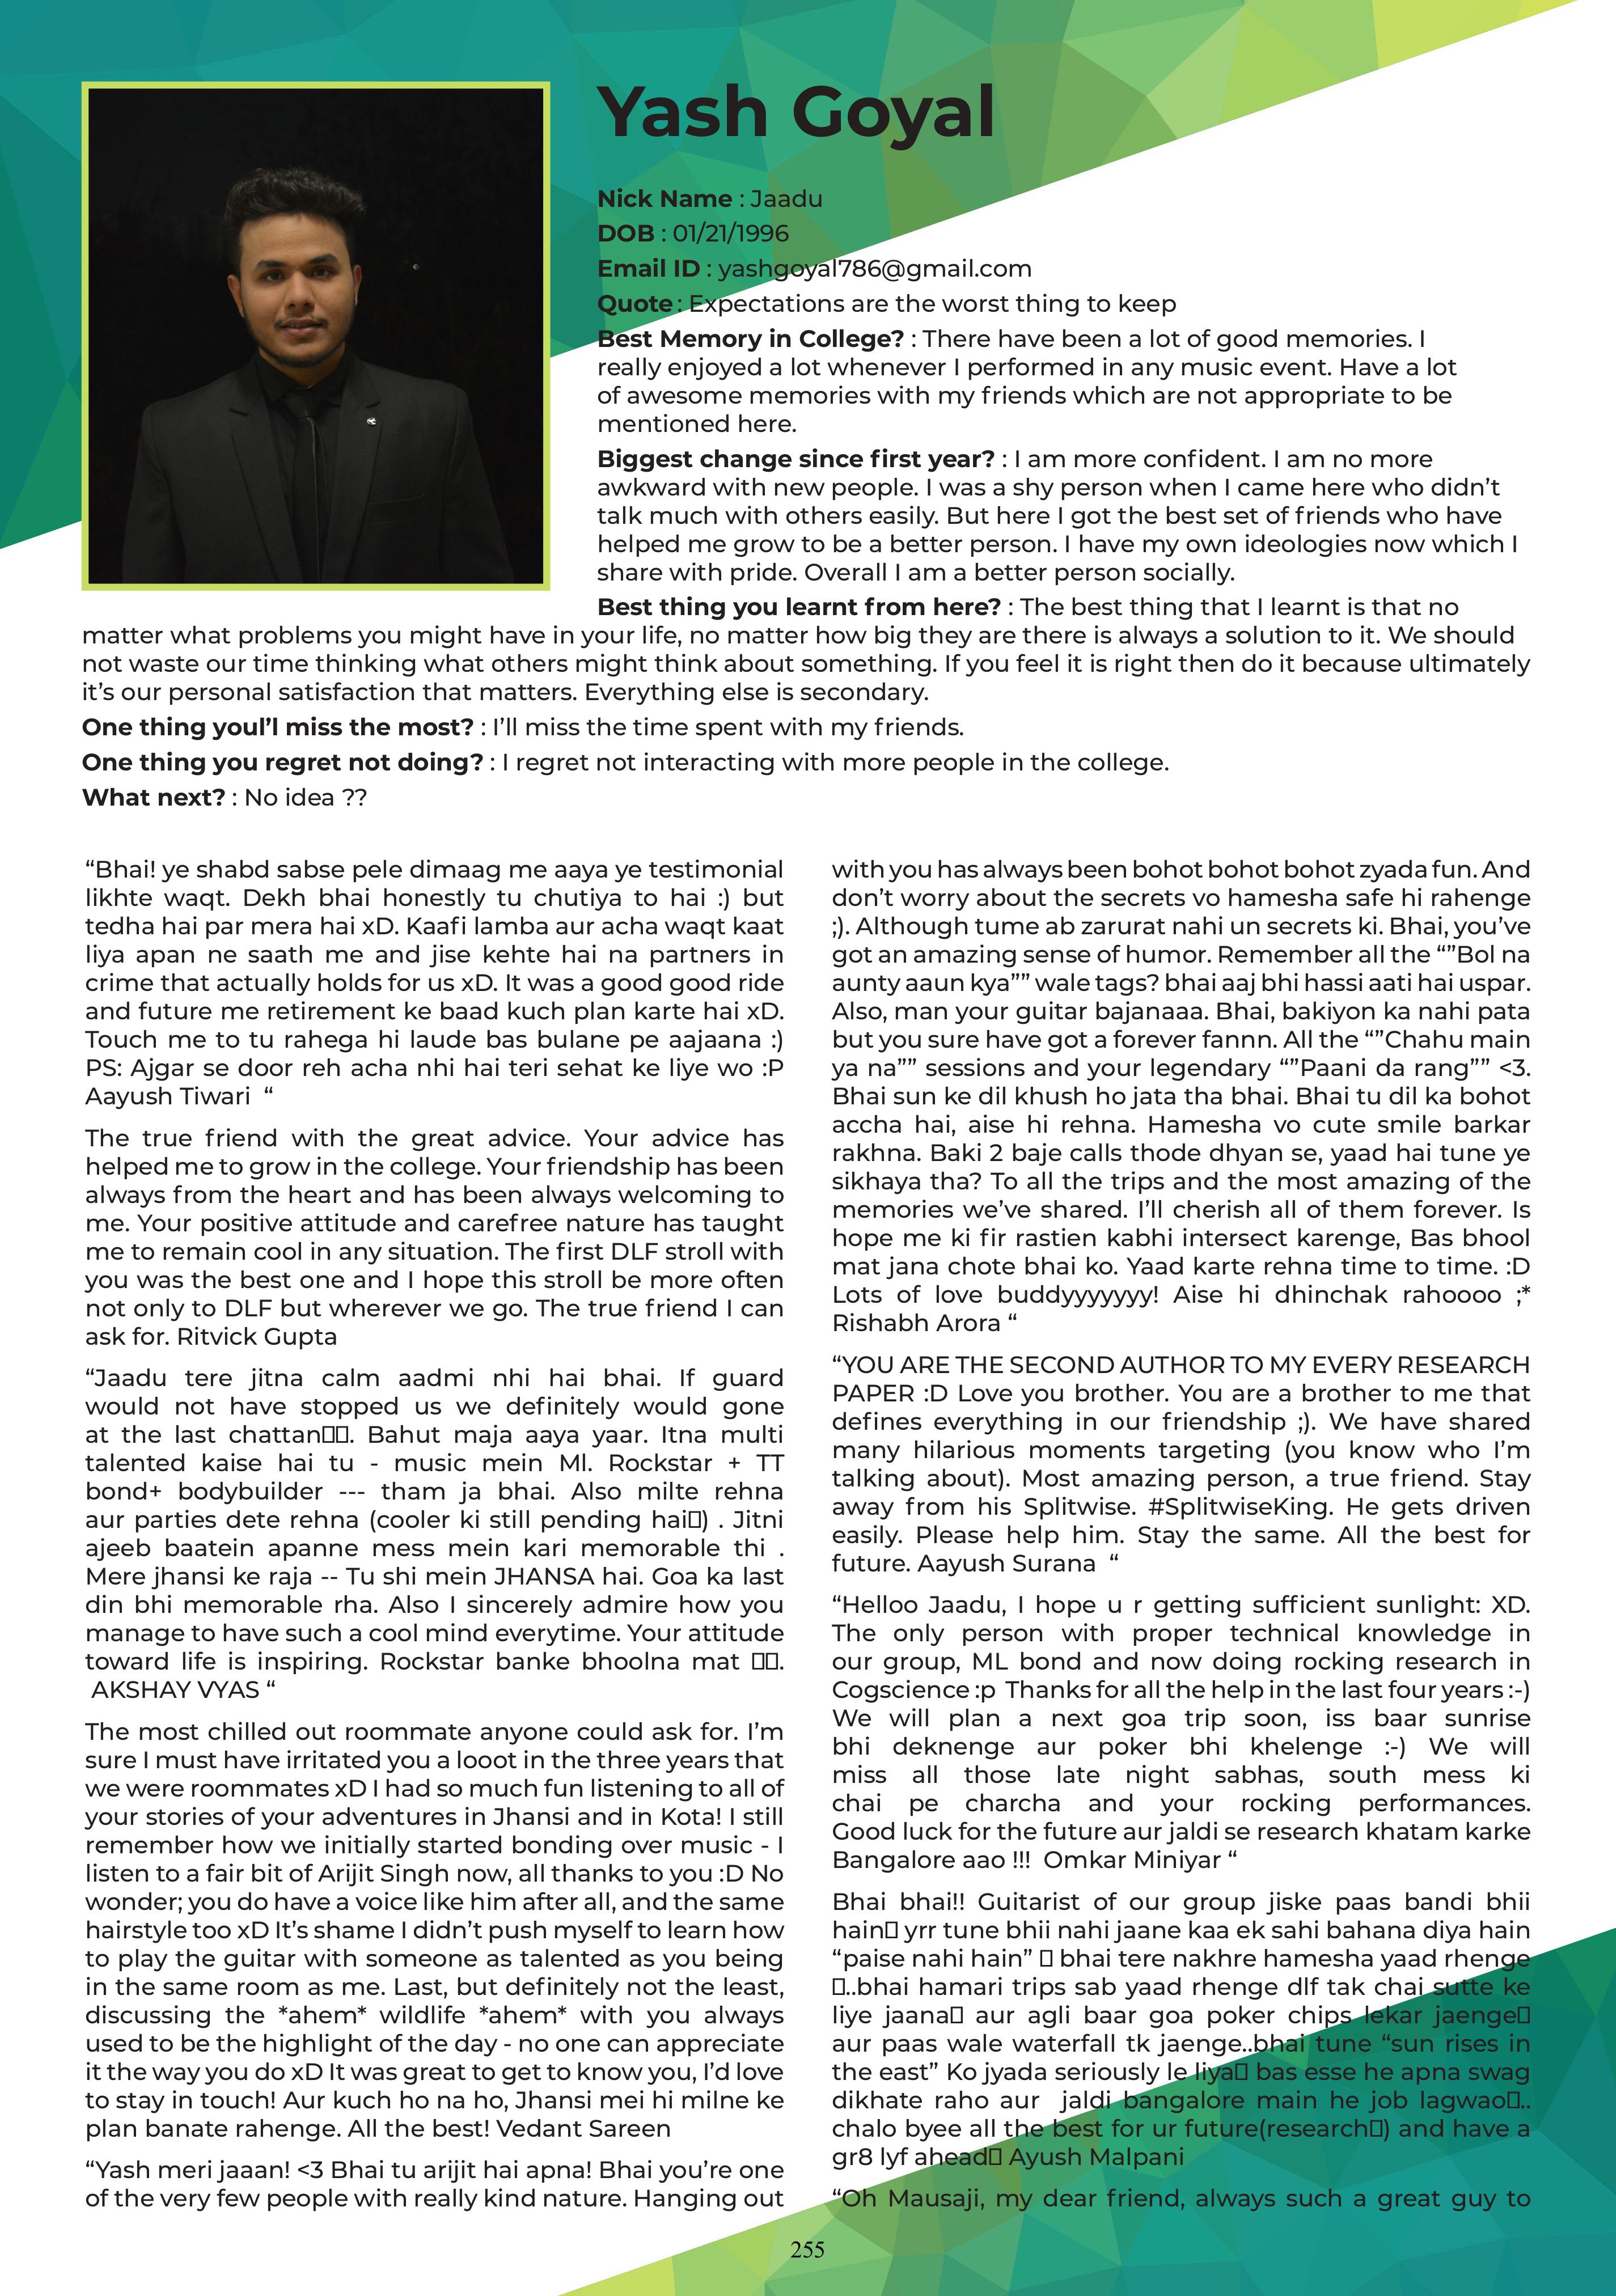 Yash Goyal
Nick Name : Jaadu
DOB : 01/21/1996
Email ID : yashgoyal786@gmail.com
Quote : Expectations are the worst thing to keep
Best Memory in College? : There have been a lot of good memories. I
really enjoyed a lot whenever I performed in any music event. Have a lot
of awesome memories with my friends which are not appropriate to be
mentioned here.
Biggest change since first year? : I am more confident. I am no more
awkward with new people. I was a shy person when I came here who didn’t
talk much with others easily. But here I got the best set of friends who have
helped me grow to be a better person. I have my own ideologies now which I
share with pride. Overall I am a better person socially.
Best thing you learnt from here? : The best thing that I learnt is that no
matter what problems you might have in your life, no matter how big they are there is always a solution to it. We should
not waste our time thinking what others might think about something. If you feel it is right then do it because ultimately
it’s our personal satisfaction that matters. Everything else is secondary.
One thing youl’l miss the most? : I’ll miss the time spent with my friends.
One thing you regret not doing? : I regret not interacting with more people in the college.
What next? : No idea ??
“Bhai! ye shabd sabse pele dimaag me aaya ye testimonial
likhte waqt. Dekh bhai honestly tu chutiya to hai :) but
tedha hai par mera hai xD. Kaafi lamba aur acha waqt kaat
liya apan ne saath me and jise kehte hai na partners in
crime that actually holds for us xD. It was a good good ride
and future me retirement ke baad kuch plan karte hai xD.
Touch me to tu rahega hi laude bas bulane pe aajaana :)
PS: Ajgar se door reh acha nhi hai teri sehat ke liye wo :P
Aayush Tiwari “
The true friend with the great advice. Your advice has
helped me to grow in the college. Your friendship has been
always from the heart and has been always welcoming to
me. Your positive attitude and carefree nature has taught
me to remain cool in any situation. The first DLF stroll with
you was the best one and I hope this stroll be more often
not only to DLF but wherever we go. The true friend I can
ask for. Ritvick Gupta
“Jaadu tere jitna calm aadmi nhi hai bhai. If guard
would not have stopped us we definitely would gone
at the last chattan▯▯. Bahut maja aaya yaar. Itna multi
talented kaise hai tu - music mein Ml. Rockstar + TT
bond+ bodybuilder --- tham ja bhai. Also milte rehna
aur parties dete rehna (cooler ki still pending hai▯) . Jitni
ajeeb baatein apanne mess mein kari memorable thi .
Mere jhansi ke raja -- Tu shi mein JHANSA hai. Goa ka last
din bhi memorable rha. Also I sincerely admire how you
manage to have such a cool mind everytime. Your attitude
toward life is inspiring. Rockstar banke bhoolna mat ▯▯.
AKSHAY VYAS “
The most chilled out roommate anyone could ask for. I’m
sure I must have irritated you a looot in the three years that
we were roommates xD I had so much fun listening to all of
your stories of your adventures in Jhansi and in Kota! I still
remember how we initially started bonding over music - I
listen to a fair bit of Arijit Singh now, all thanks to you :D No
wonder; you do have a voice like him after all, and the same
hairstyle too xD It’s shame I didn’t push myself to learn how
to play the guitar with someone as talented as you being
in the same room as me. Last, but definitely not the least,
discussing the *ahem* wildlife *ahem* with you always
used to be the highlight of the day - no one can appreciate
it the way you do xD It was great to get to know you, I’d love
to stay in touch! Aur kuch ho na ho, Jhansi mei hi milne ke
plan banate rahenge. All the best! Vedant Sareen
“Yash meri jaaan! <3 Bhai tu arijit hai apna! Bhai you’re one
of the very few people with really kind nature. Hanging out
with you has always been bohot bohot bohot zyada fun. And
don’t worry about the secrets vo hamesha safe hi rahenge
;). Although tume ab zarurat nahi un secrets ki. Bhai, you’ve
got an amazing sense of humor. Remember all the “”Bol na
aunty aaun kya”” wale tags? bhai aaj bhi hassi aati hai uspar.
Also, man your guitar bajanaaa. Bhai, bakiyon ka nahi pata
but you sure have got a forever fannn. All the “”Chahu main
ya na”” sessions and your legendary “”Paani da rang”” <3.
Bhai sun ke dil khush ho jata tha bhai. Bhai tu dil ka bohot
accha hai, aise hi rehna. Hamesha vo cute smile barkar
rakhna. Baki 2 baje calls thode dhyan se, yaad hai tune ye
sikhaya tha? To all the trips and the most amazing of the
memories we’ve shared. I’ll cherish all of them forever. Is
hope me ki fir rastien kabhi intersect karenge, Bas bhool
mat jana chote bhai ko. Yaad karte rehna time to time. :D
Lots of love buddyyyyyyy! Aise hi dhinchak rahoooo ;*
Rishabh Arora “
“YOU ARE THE SECOND AUTHOR TO MY EVERY RESEARCH
PAPER :D Love you brother. You are a brother to me that
defines everything in our friendship ;). We have shared
many hilarious moments targeting (you know who I’m
talking about). Most amazing person, a true friend. Stay
away from his Splitwise. #SplitwiseKing. He gets driven
easily. Please help him. Stay the same. All the best for
future. Aayush Surana “
“Helloo Jaadu, I hope u r getting sufficient sunlight: XD.
The only person with proper technical knowledge in
our group, ML bond and now doing rocking research in
Cogscience :p Thanks for all the help in the last four years :-)
We will plan a next goa trip soon, iss baar sunrise
bhi deknenge aur poker bhi khelenge :-) We will
miss all those late night sabhas, south mess ki
chai pe charcha and your rocking performances.
Good luck for the future aur jaldi se research khatam karke
Bangalore aao !!! Omkar Miniyar “
Bhai bhai!! Guitarist of our group jiske paas bandi bhii
hain▯ yrr tune bhii nahi jaane kaa ek sahi bahana diya hain
“paise nahi hain” ▯ bhai tere nakhre hamesha yaad rhenge
▯..bhai hamari trips sab yaad rhenge dlf tak chai sutte ke
liye jaana▯ aur agli baar goa poker chips lekar jaenge▯
aur paas wale waterfall tk jaenge..bhai tune “sun rises in
the east” Ko jyada seriously le liya▯ bas esse he apna swag
dikhate raho aur jaldi bangalore main he job lagwao▯..
chalo byee all the best for ur future(research▯) and have a
gr8 lyf ahead▯ Ayush Malpani
“Oh Mausaji, my dear friend, always such a great guy to
255